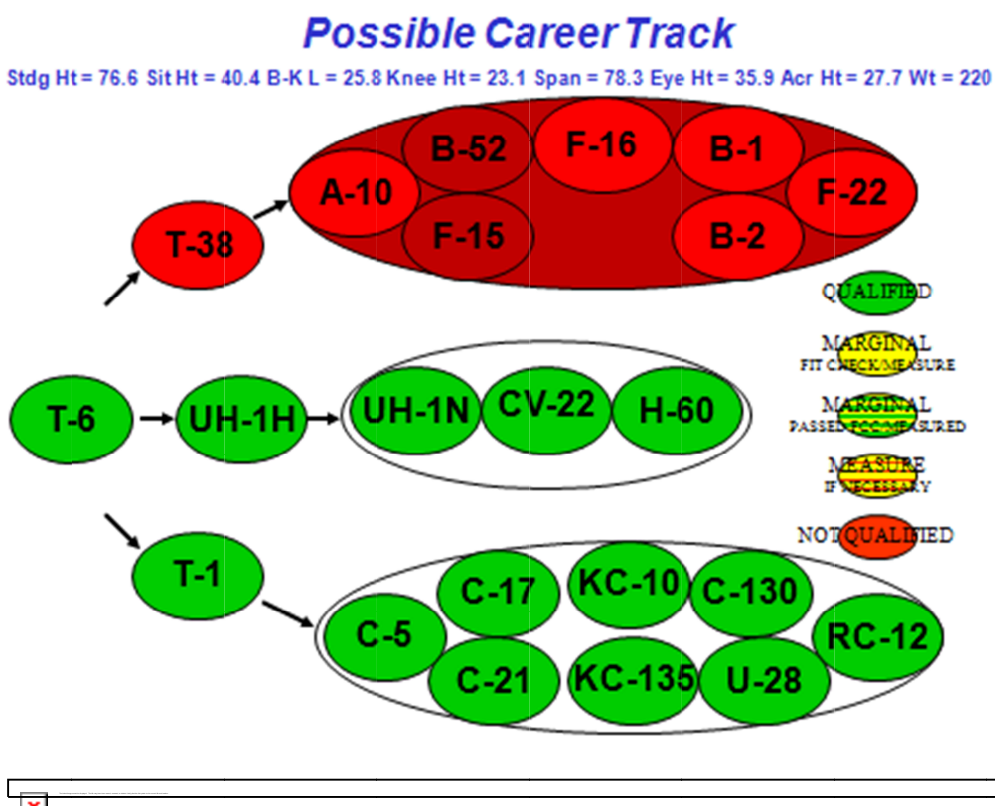 Possible Career Track
Stdg Ht = 76.6 Sit Ht = 40.4 B-K L = 25.8 Knee Ht = 23.1 Span = 78.3 Eye Ht = 35.9 Acr Ht = 27.7 Wt = 220
B-52
F-16
B-1
A-10
F-22
T-38
F-15
B-2
QUALIFIED
MARGINAL
FIT CHECK/MEASURE
T-6
UH-1H
UH-1N
CV-22
H-60
MARGINAL
PASSED FCC/MEASURED
MEASURE
IF NECESSARY
NOT QUALIFIED
T-1
C-17
KC-10
C-130
C-5
RC-12
C-21
KC-135
U-28